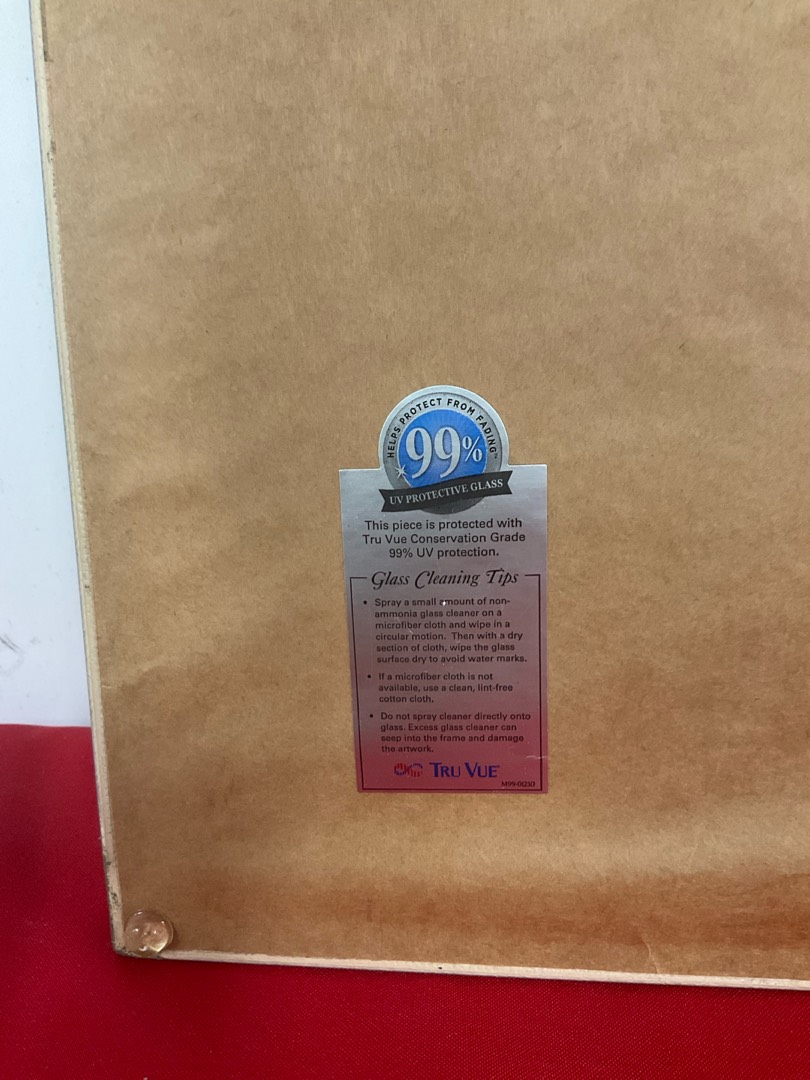 HELPS PROTECT FROM FADING™
99%
UV PROTECTIVE GLASS
This piece is protected with
Tru Vue Conservation Grade
99% UV protection.
Glass Cleaning Tips
• Spray a small amount of non-
ammonia glass cleaner on a
microfiber cloth and wipe in a
circular motion. Then with a dry
section of cloth, wipe the glass
surface dry to avoid water marks.
• If a microfiber cloth is not
available, use a clean, lint-free
cotton cloth.
• Do not spray cleaner directly onto
glass. Excess glass cleaner can
seep into the frame and damage
the artwork.
TRU VUE